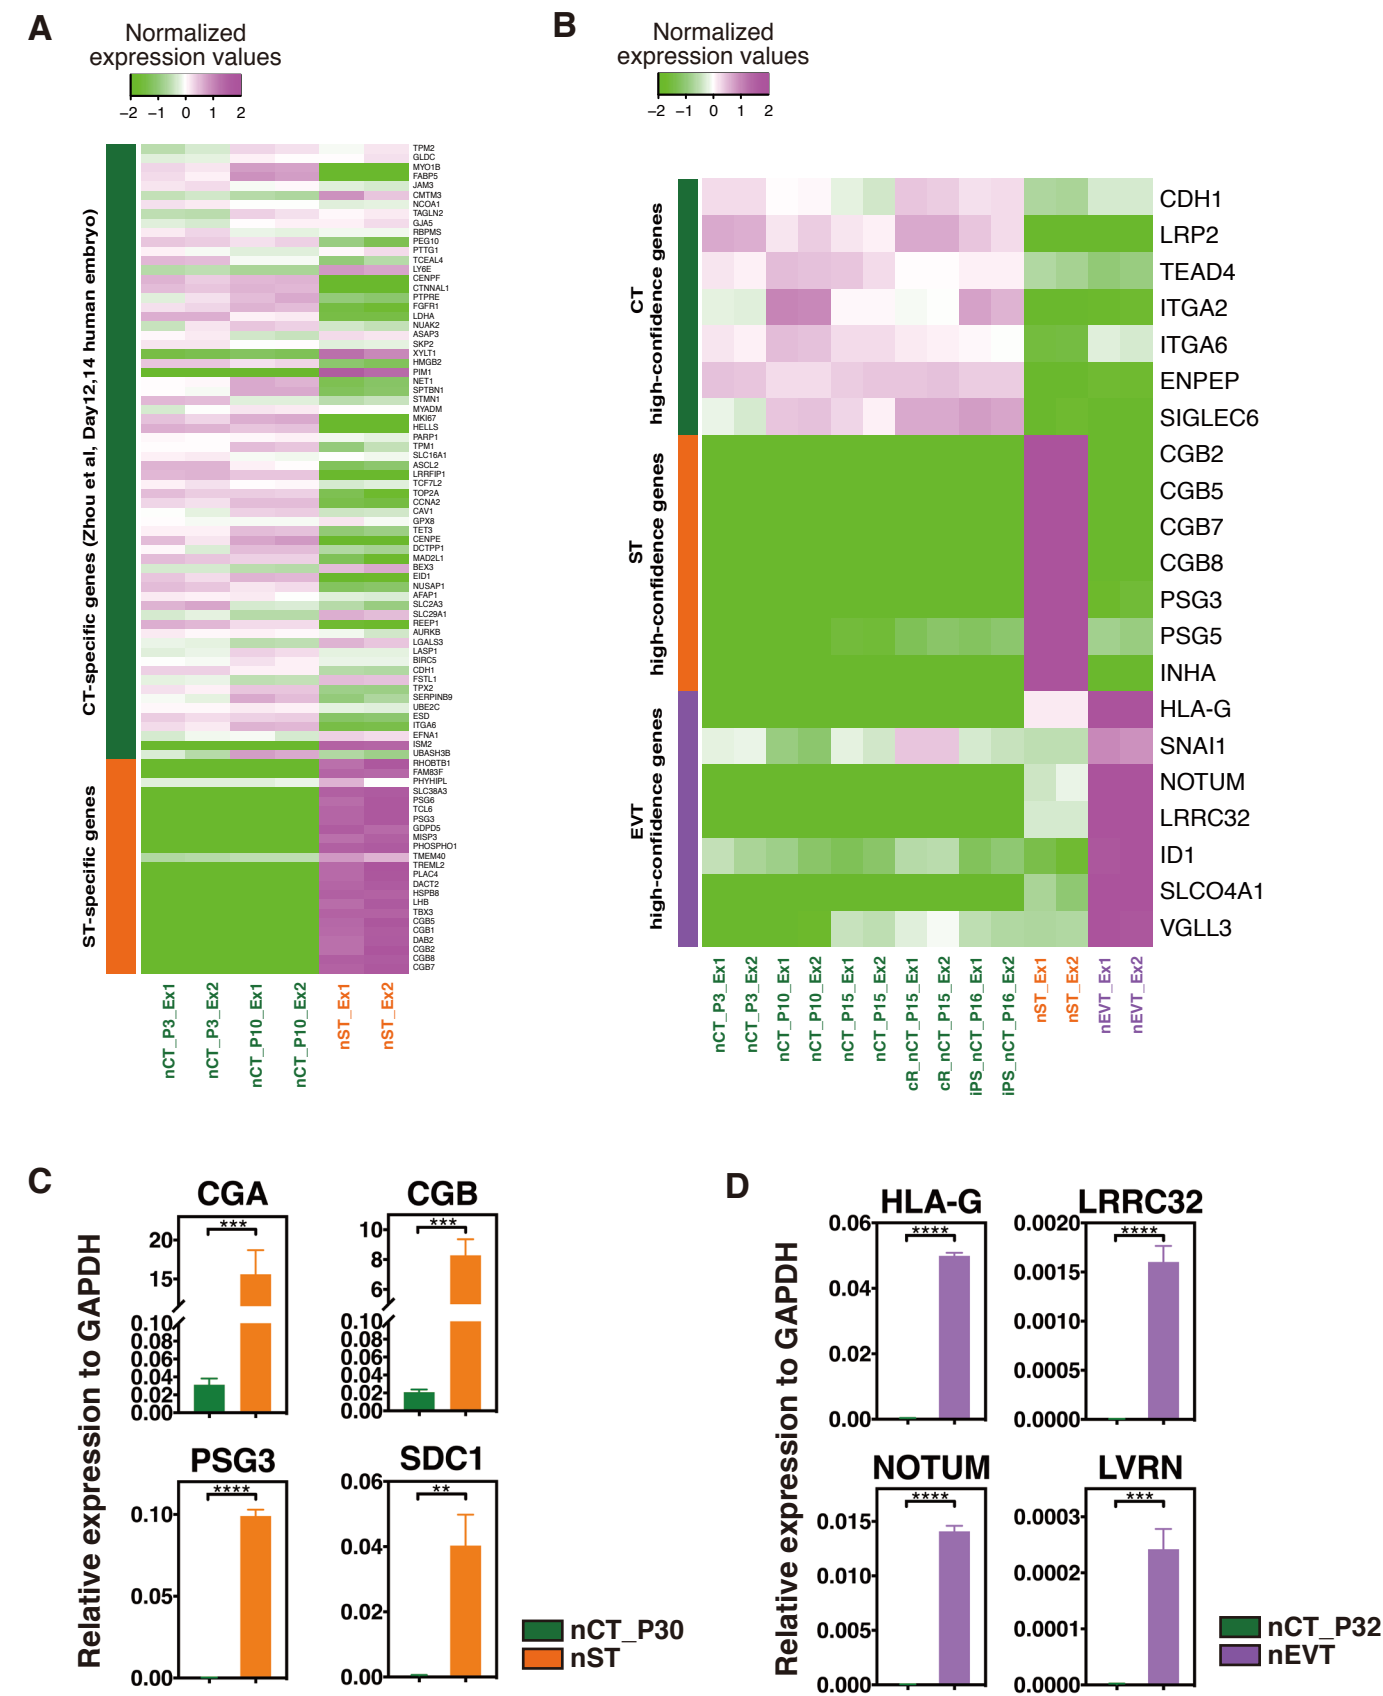 A
Normalized
expression values
−2 −1 0 1 2
CT-specific genes (Zhou et al, Day12,14 human embryo)
ST-specific genes
TPM2
GLDC
MYO1B
FABP5
JAM3
CMTM3
NCOA1
TAGLN2
GJA5
RBPMS
PEG10
PTTG1
TCEAL4
LY6E
CENPF
CTNNAL1
PTPRE
FGFR1
LDHA
NUAK2
ASAP3
SKP2
XYLT1
HMGB2
PIM1
NET1
SPTBN1
STMN1
MYADM
MKI67
HELLS
PARP1
TPM1
SLC16A1
ASCL2
LRRFIP1
TCF7L2
TOP2A
CCNA2
CAV1
GPX8
TET3
CENPE
DCTPP1
MAD2L1
BEX3
EID1
NUSAP1
AFAP1
SLC2A3
SLC29A1
REEP1
AURKB
LGALS3
LASP1
BIRC5
CDH1
FSTL1
TPX2
SERPINB9
UBE2C
ESD
ITGA6
EFNA1
ISM2
UBASH3B
RHOBTB1
FAM83F
PHYHIPL
SLC38A3
PSG6
TCL6
PSG3
GDPD5
MISP3
PHOSPHO1
TMEM40
TREML2
PLAC4
DACT2
HSPB8
LHB
TBX3
CGB5
CGB1
DAB2
CGB2
CGB8
CGB7
nCT_P3_Ex1
nCT_P3_Ex2
nCT_P10_Ex1
nCT_P10_Ex2
nST_Ex1
nST_Ex2
B
Normalized
expression values
−2 −1 0 1 2
CT
high-confidence genes
ST
high-confidence genes
EVT
high-confidence genes
CDH1
LRP2
TEAD4
ITGA2
ITGA6
ENPEP
SIGLEC6
CGB2
CGB5
CGB7
CGB8
PSG3
PSG5
INHA
HLA-G
SNAI1
NOTUM
LRRC32
ID1
SLCO4A1
VGLL3
nCT_P3_Ex1
nCT_P3_Ex2
nCT_P10_Ex1
nCT_P10_Ex2
nCT_P15_Ex1
nCT_P15_Ex2
cR_nCT_P15_Ex1
cR_nCT_P15_Ex2
iPS_nCT_P16_Ex1
iPS_nCT_P16_Ex2
nST_Ex1
nST_Ex2
nEVT_Ex1
nEVT_Ex2
C
Relative expression to GAPDH
CGA
***
20
15
0.10
0.08
0.06
0.04
0.02
0.00
CGB
***
10
8
6
0.10
0.08
0.06
0.04
0.02
0.00
PSG3
****
0.10
0.05
0.00
SDC1
**
0.06
0.04
0.02
0.00
nCT_P30
nST
D
Relative expression to GAPDH
HLA-G
****
0.06
0.04
0.02
0.00
LRRC32
****
0.0020
0.0015
0.0010
0.0005
0.0000
NOTUM
****
0.015
0.010
0.005
0.000
LVRN
***
0.0003
0.0002
0.0001
0.0000
nCT_P32
nEVT